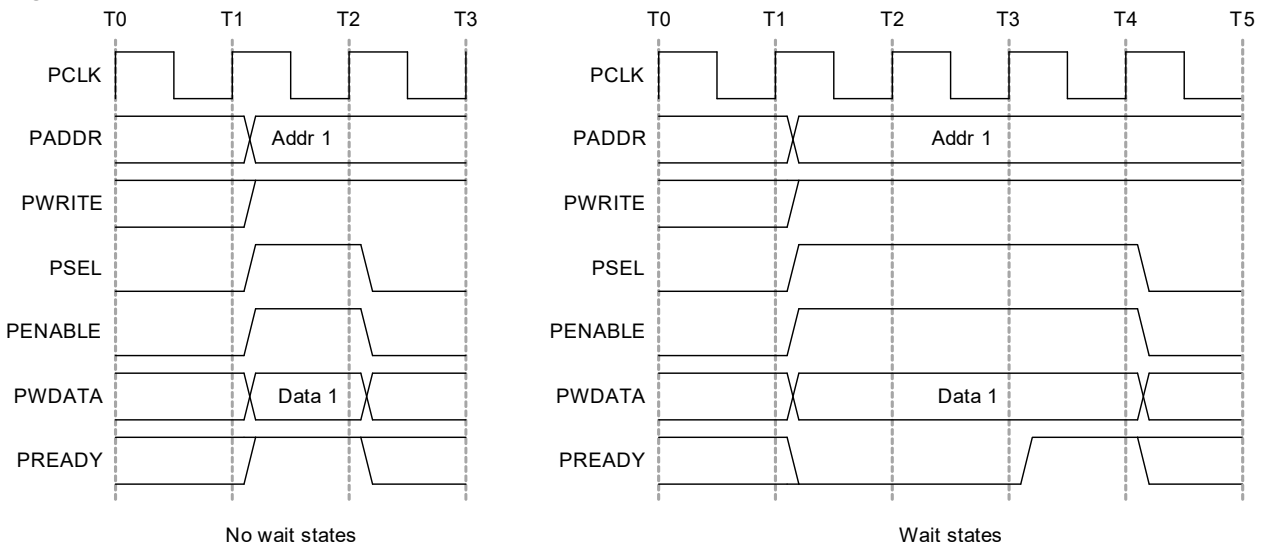 T0 T1 T2 T3 T0 T1 T2 T3 T4 T5
PCLK PCLK
PADDR Addr 1 PADDR Addr 1
PWRITE PWRITE
PSEL PSEL
PENABLE PENABLE
PWDATA Data 1 PWDATA Data 1
PREADY PREADY
No wait states Wait states